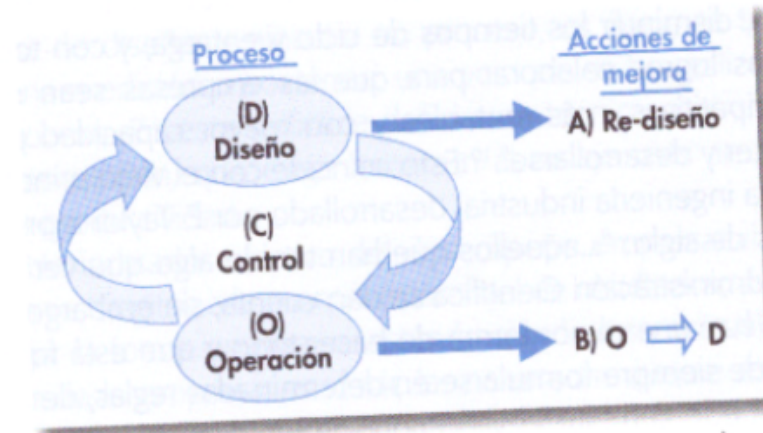 Proceso
Acciones de
mejora
(D)
Diseño
A) Re-diseño
(C)
Control
(O)
Operación
B) O ⇨ D